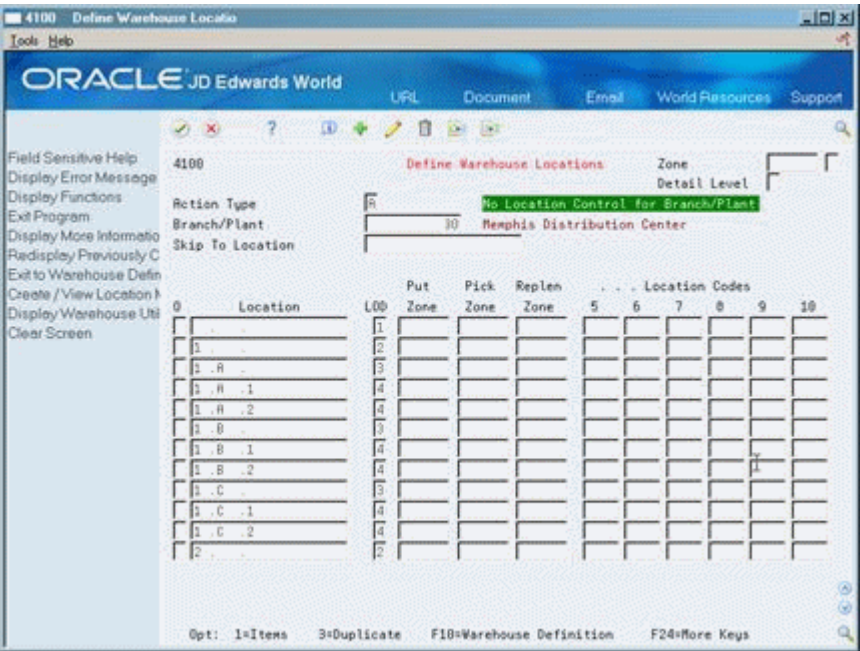 4100 Define Warehouse Locatio
Tools Help
ORACLE JD Edwards World
URL Document Email World Resources Support
Field Sensitive Help
Display Error Message
Display Functions
Exit Program
Display More Informatio
Redisplay Previously C
Exit to Warehouse Defin
Create / View Location M
Display Warehouse Util
Clear Screen
4100 Define Warehouse Locations Zone
Detail Level
Action Type A No Location Control for Branch/Plant
Branch/Plant 30 Memphis Distribution Center
Skip To Location
Put Pick Replen . . . Location Codes
O Location LOD Zone Zone Zone 5 6 7 8 9 10
. . 1
1 . . 2
1 .A . 3
1 .A .1 4
1 .A .2 4
1 .B . 3
1 .B .1 4
1 .B .2 4
1 .C . 3
1 .C .1 4
1 .C .2 4
2 . . 2
Opt: 1=Items 3=Duplicate F10=Warehouse Definition F24=More Keys